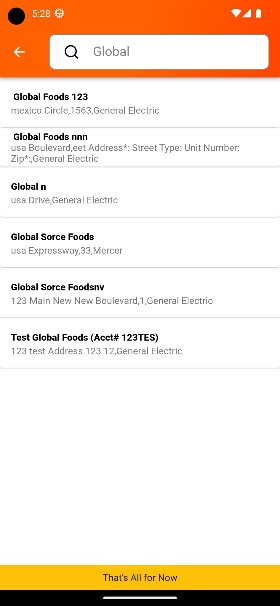 5:28
Global
Global Foods 123
mexico Circle,1563,General Electric
Global Foods nnn
usa Boulevard,eet Address*: Street Type: Unit Number:
Zip*:,General Electric
Global n
usa Drive,General Electric
Global Sorce Foods
usa Expressway,33,Mercer
Global Sorce Foodsnv
123 Main New New Boulevard,1,General Electric
Test Global Foods (Acct# 123TES)
123 test Address 123 12,General Electric
That's All for Now